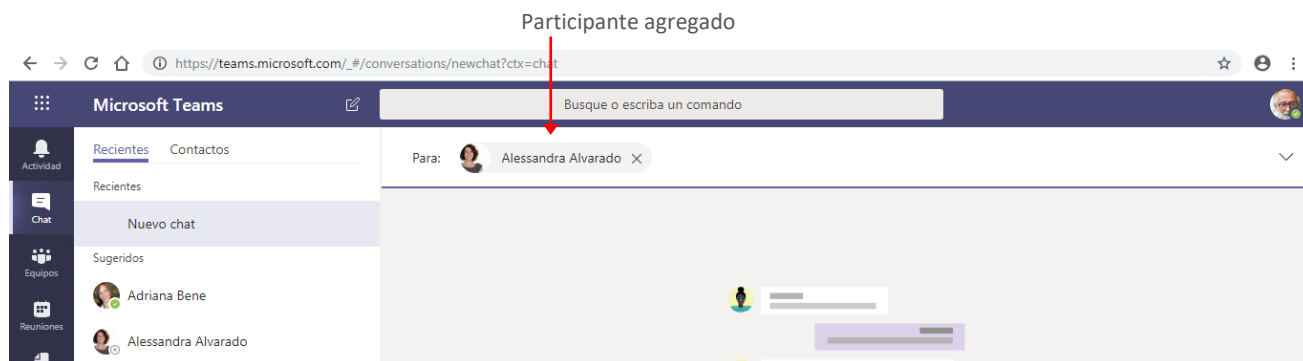 Participante agregado
https://teams.microsoft.com/_#/conversations/newchat?ctx=chat
Microsoft Teams
Busque o escriba un comando
Actividad
Chat
Equipos
Reuniones
Recientes Contactos
Recientes
Nuevo chat
Sugeridos
Adriana Bene
Alessandra Alvarado
Para: Alessandra Alvarado